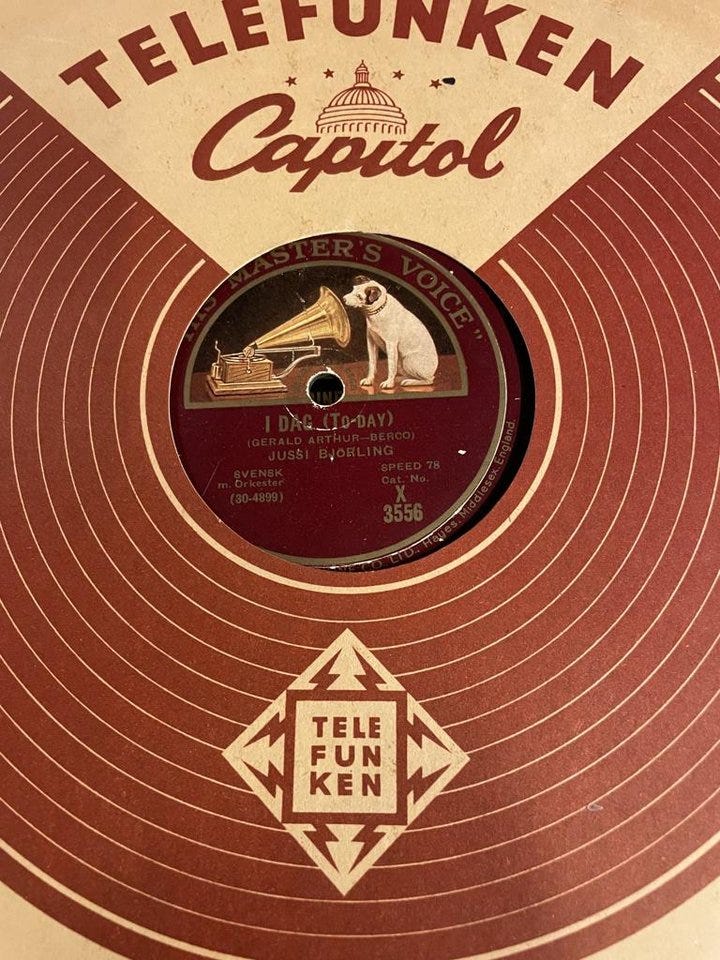 TELEFUNKEN
Capitol
MASTER'S VOICE"
I DAG (TO-DAY)
(GERALD ARTHUR—BERCO)
JUSSI BJÖRLING
SVENSK
m. Orkester
(30-4899)
SPEED 78
Cat. No.
X
3556
CO. LTD., Hayes, Middlesex, England.
TELE
FUN
KEN